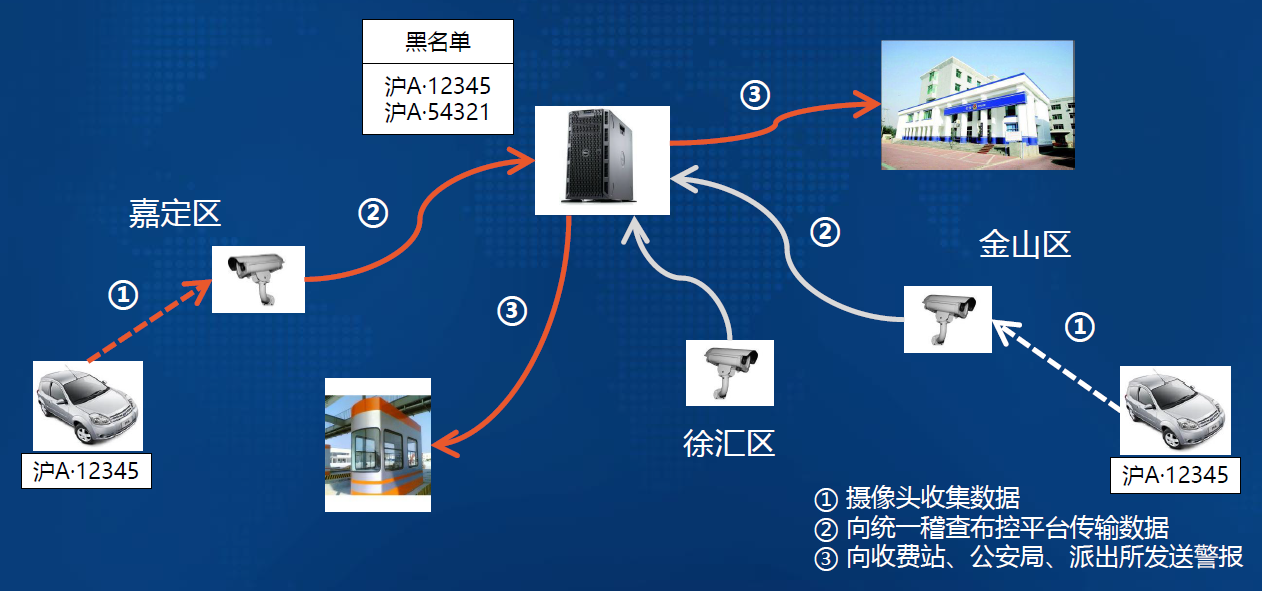 黑名单
沪A·12345
沪A·54321
③
嘉定区
②
②
金山区
①
③
①
徐汇区
沪A·12345
沪A·12345
① 摄像头收集数据
② 向统一稽查布控平台传输数据
③ 向收费站、公安局、派出所发送警报